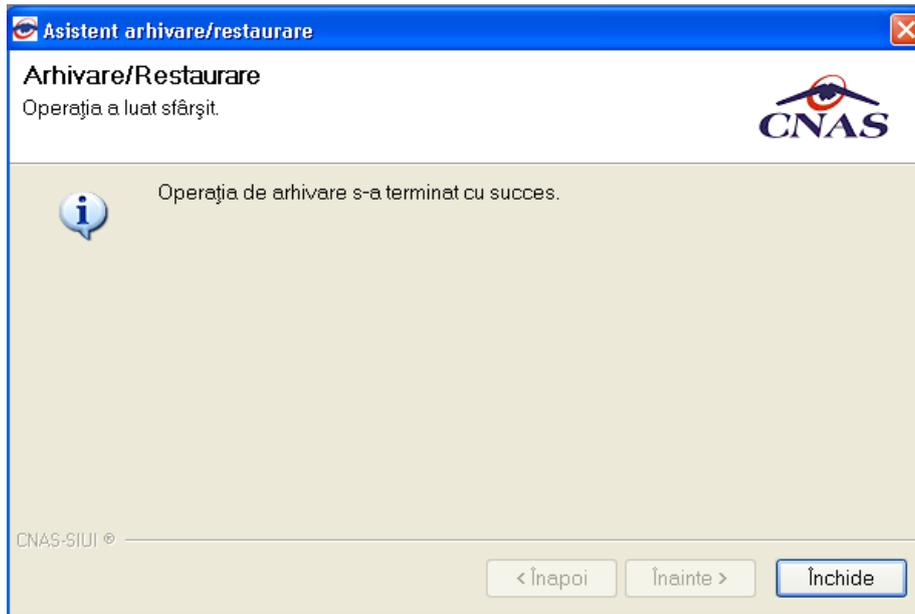 Asistent arhivare/restaurare
Arhivare/Restaurare
Operaţia a luat sfârşit.
CNAS
Operaţia de arhivare s-a terminat cu succes.
CNAS-SIUI ®
< Înapoi
Înainte >
Închide